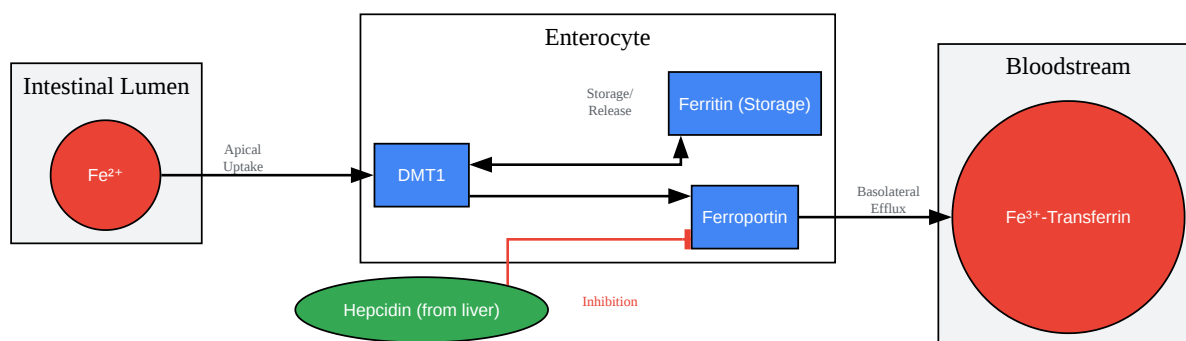 Enterocyte
Intestinal Lumen
Bloodstream
Fe²⁺
Apical
Uptake
DMT1
Storage/
Release
Ferritin (Storage)
Ferroportin
Basolateral
Efflux
Fe³⁺-Transferrin
Hepcidin (from liver)
Inhibition